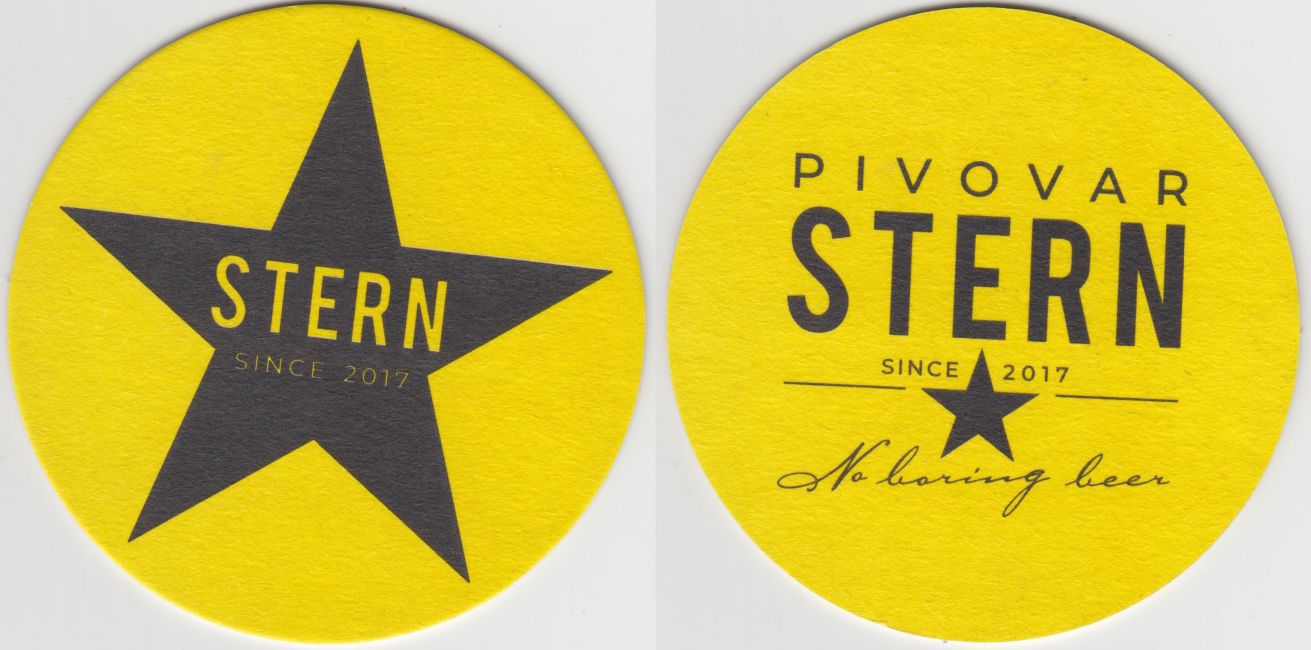 STERN
SINCE 2017
PIVOVAR
STERN
SINCE 2017
No boring beer